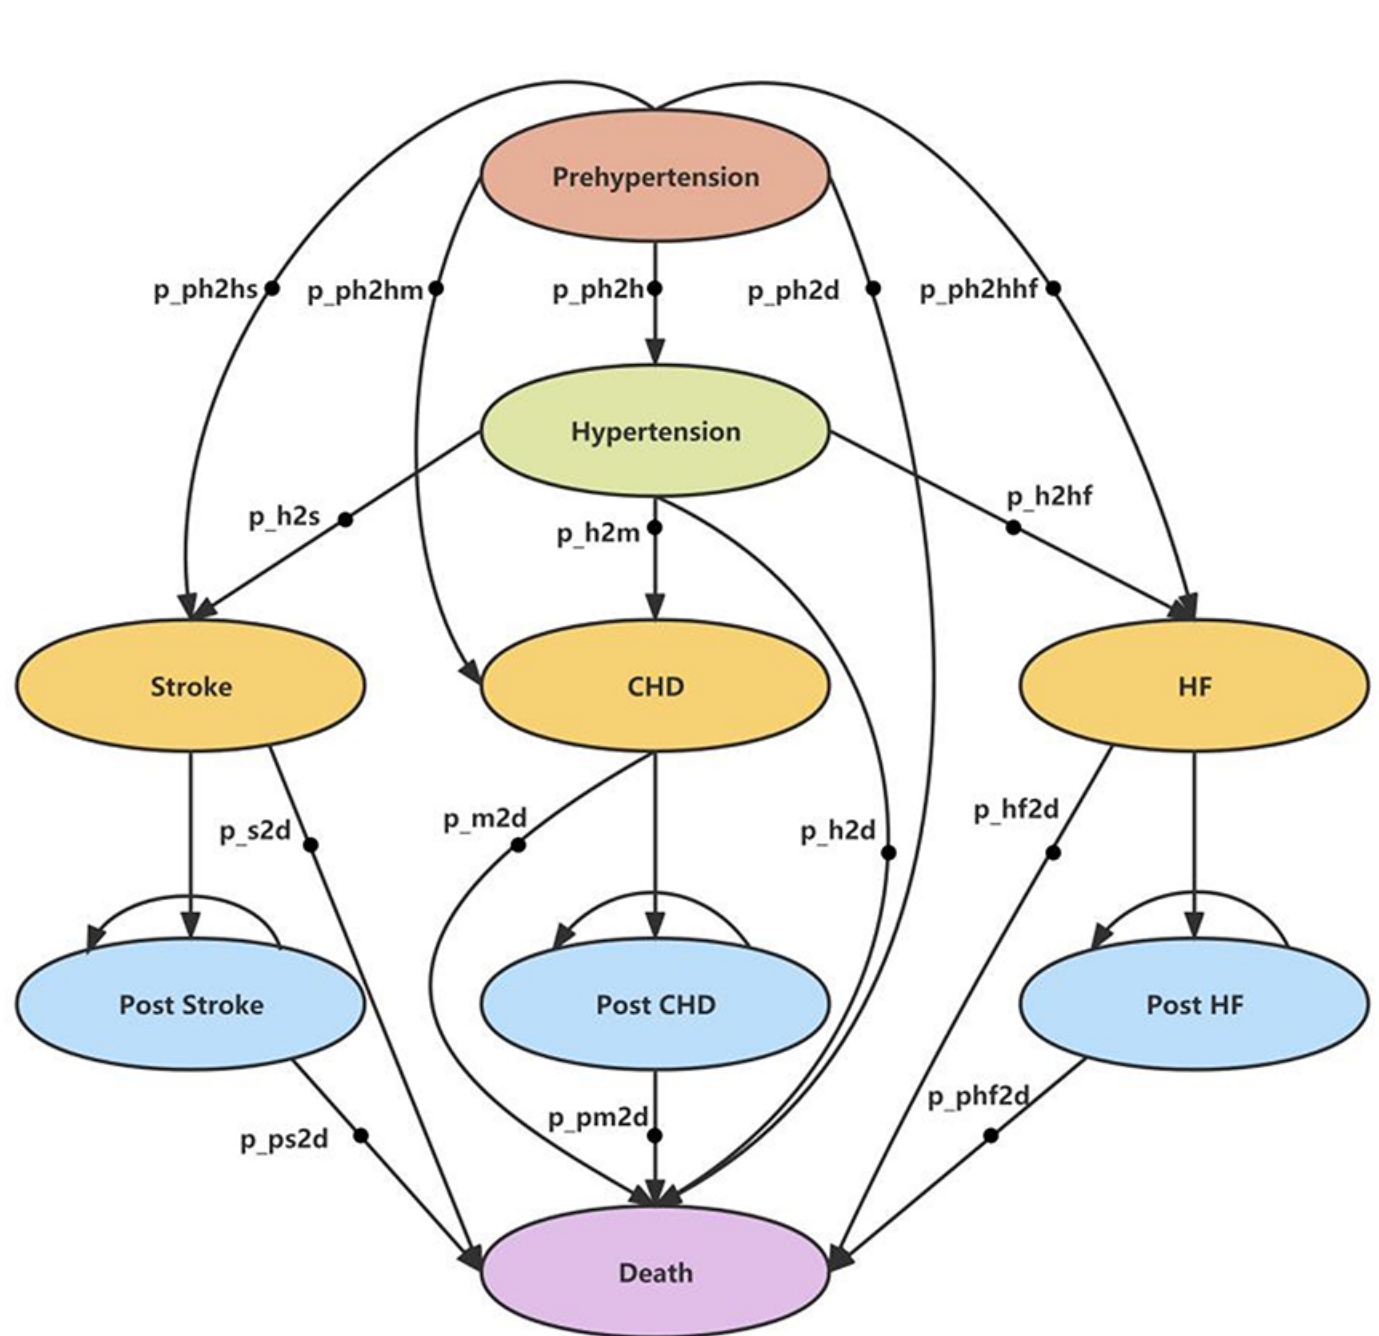 Prehypertension
p_ph2hs
p_ph2hm
p_ph2h
p_ph2d
p_ph2hhf
Hypertension
p_h2s
p_h2m
p_h2hf
Stroke
CHD
HF
p_s2d
p_m2d
p_h2d
p_hf2d
Post Stroke
Post CHD
Post HF
p_ps2d
p_pm2d
p_phf2d
Death